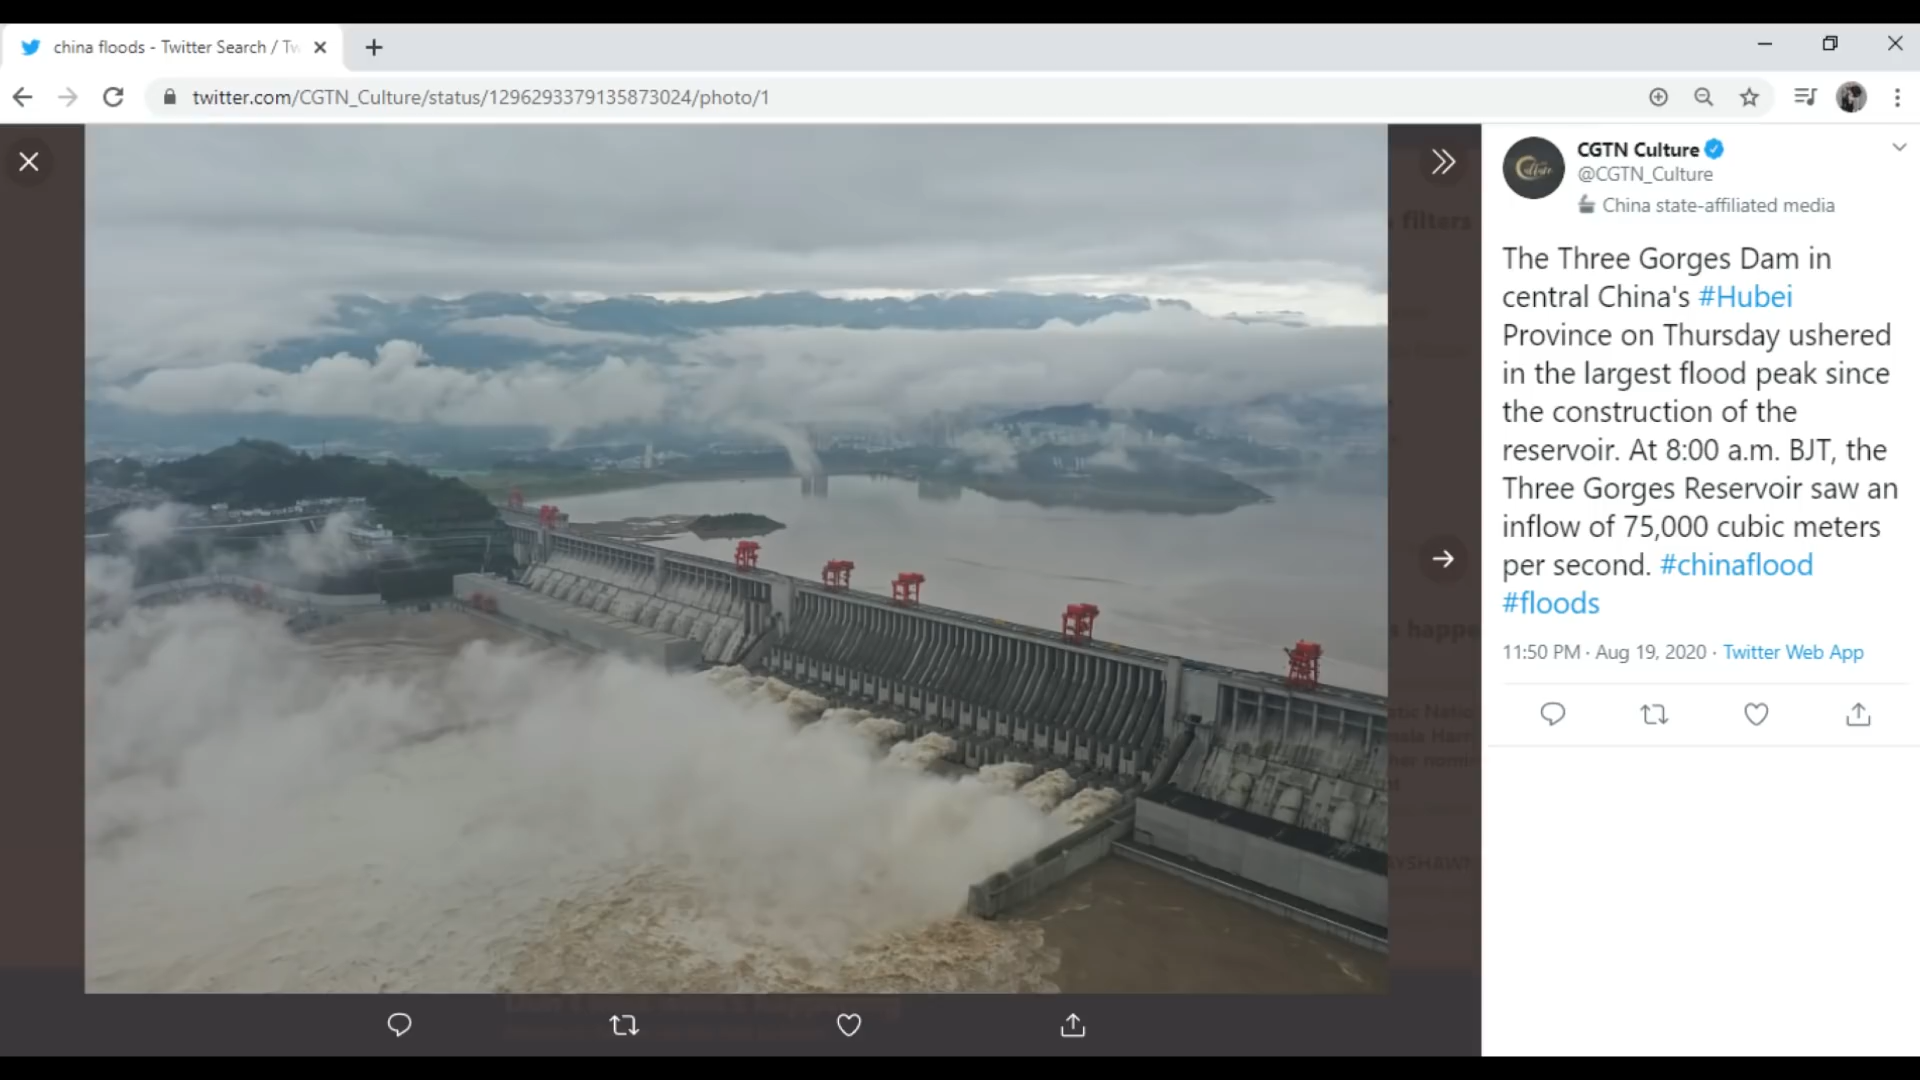 china floods - Twitter Search / Tw
twitter.com/CGTN_Culture/status/1296293379135873024/photo/1
CGTN Culture
@CGTN_Culture
China state-affiliated media
The Three Gorges Dam in
central China's #Hubei
Province on Thursday ushered
in the largest flood peak since
the construction of the
reservoir. At 8:00 a.m. BJT, the
Three Gorges Reservoir saw an
inflow of 75,000 cubic meters
per second. #chinaflood
#floods
11:50 PM · Aug 19, 2020 · Twitter Web App
filters